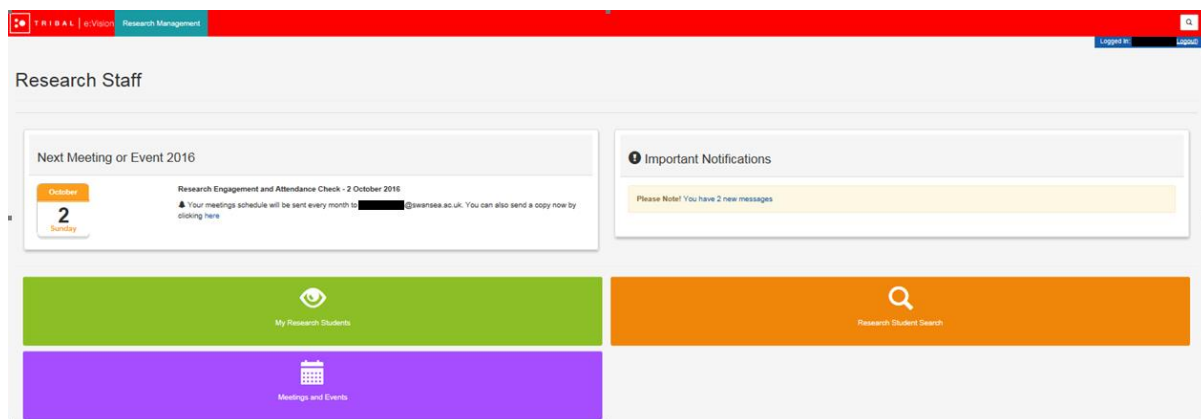 TRIBAL e:Vision Research Management
Logged in: Logout
Research Staff
Next Meeting or Event 2016
October
2
Sunday
Research Engagement and Attendance Check - 2 October 2016
Your meetings schedule will be sent every month to @swansea.ac.uk. You can also send a copy now by
clicking here
Important Notifications
Please Note! You have 2 new messages
My Research Students
Research Student Search
Meetings and Events